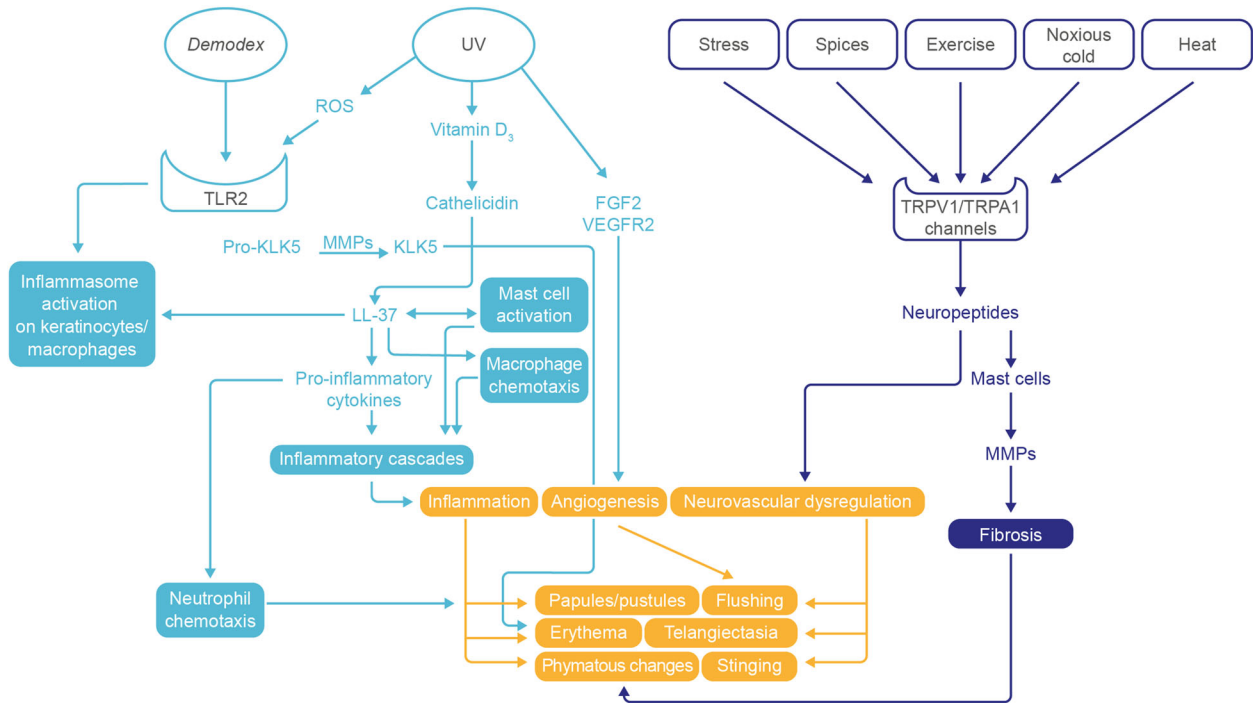 Demodex
UV
Stress
Spices
Exercise
Noxious
cold
Heat
ROS
Vitamin D3
TLR2
Cathelicidin
FGF2
VEGFR2
TRPV1/TRPA1
channels
Pro-KLK5
MMPs
KLK5
Inflammasome
activation
on keratinocytes/
macrophages
LL-37
Mast cell
activation
Neuropeptides
Macrophage
chemotaxis
Pro-inflammatory
cytokines
Mast cells
Inflammatory cascades
MMPs
Inflammation
Angiogenesis
Neurovascular dysregulation
Fibrosis
Neutrophil
chemotaxis
Papules/pustules
Flushing
Erythema
Telangiectasia
Phymatous changes
Stinging